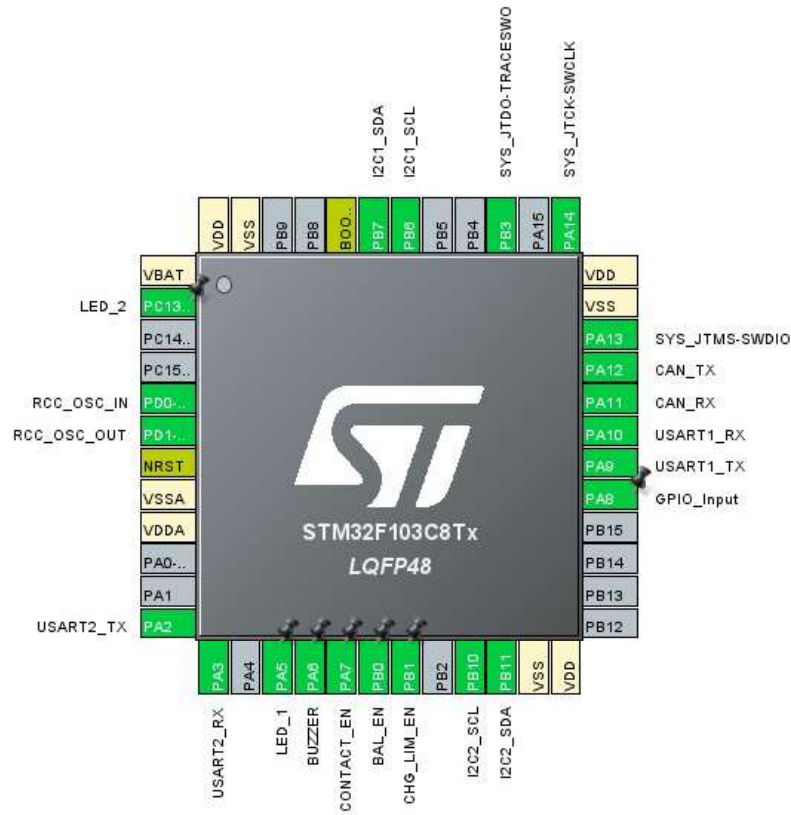 I2C1_SDA
I2C1_SCL
SYS_JTDO-TRACESWO
SYS_JTCK-SWCLK
VDD
VSS
PB9
PB8
BOO..
PB7
PB6
PB5
PB4
PB3
PA15
PA14
VBAT
LED_2 PC13..
PC14..
PC15..
RCC_OSC_IN PD0-..
RCC_OSC_OUT PD1-..
NRST
VSSA
VDDA
PA0-..
PA1
USART2_TX PA2
VDD
VSS
PA13 SYS_JTMS-SWDIO
PA12 CAN_TX
PA11 CAN_RX
PA10 USART1_RX
PA9 USART1_TX
PA8 GPIO_Input
PB15
PB14
PB13
PB12
ST
STM32F103C8Tx
LQFP48
PA3
PA4
PA5
PA6
PA7
PB0
PB1
PB2
PB10
PB11
VSS
VDD
USART2_RX
LED_1
BUZZER
CONTACT_EN
BAL_EN
CHG_LIM_EN
I2C2_SCL
I2C2_SDA